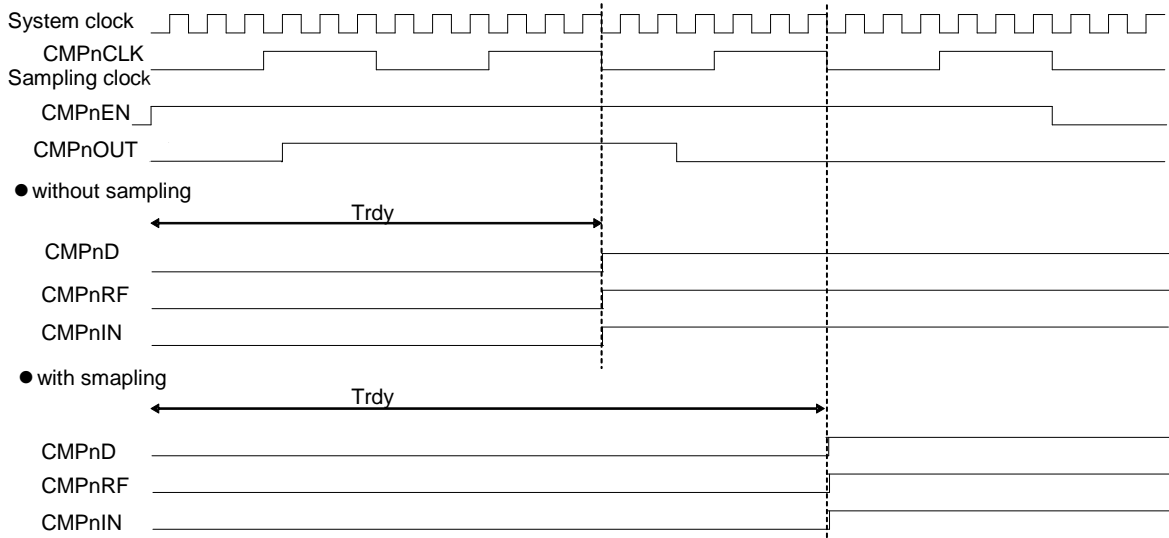 System clock
CMPnCLK
Sampling clock
CMPnEN
CMPnOUT
● without sampling
Trdy
CMPnD
CMPnRF
CMPnIN
● with smapling
Trdy
CMPnD
CMPnRF
CMPnIN